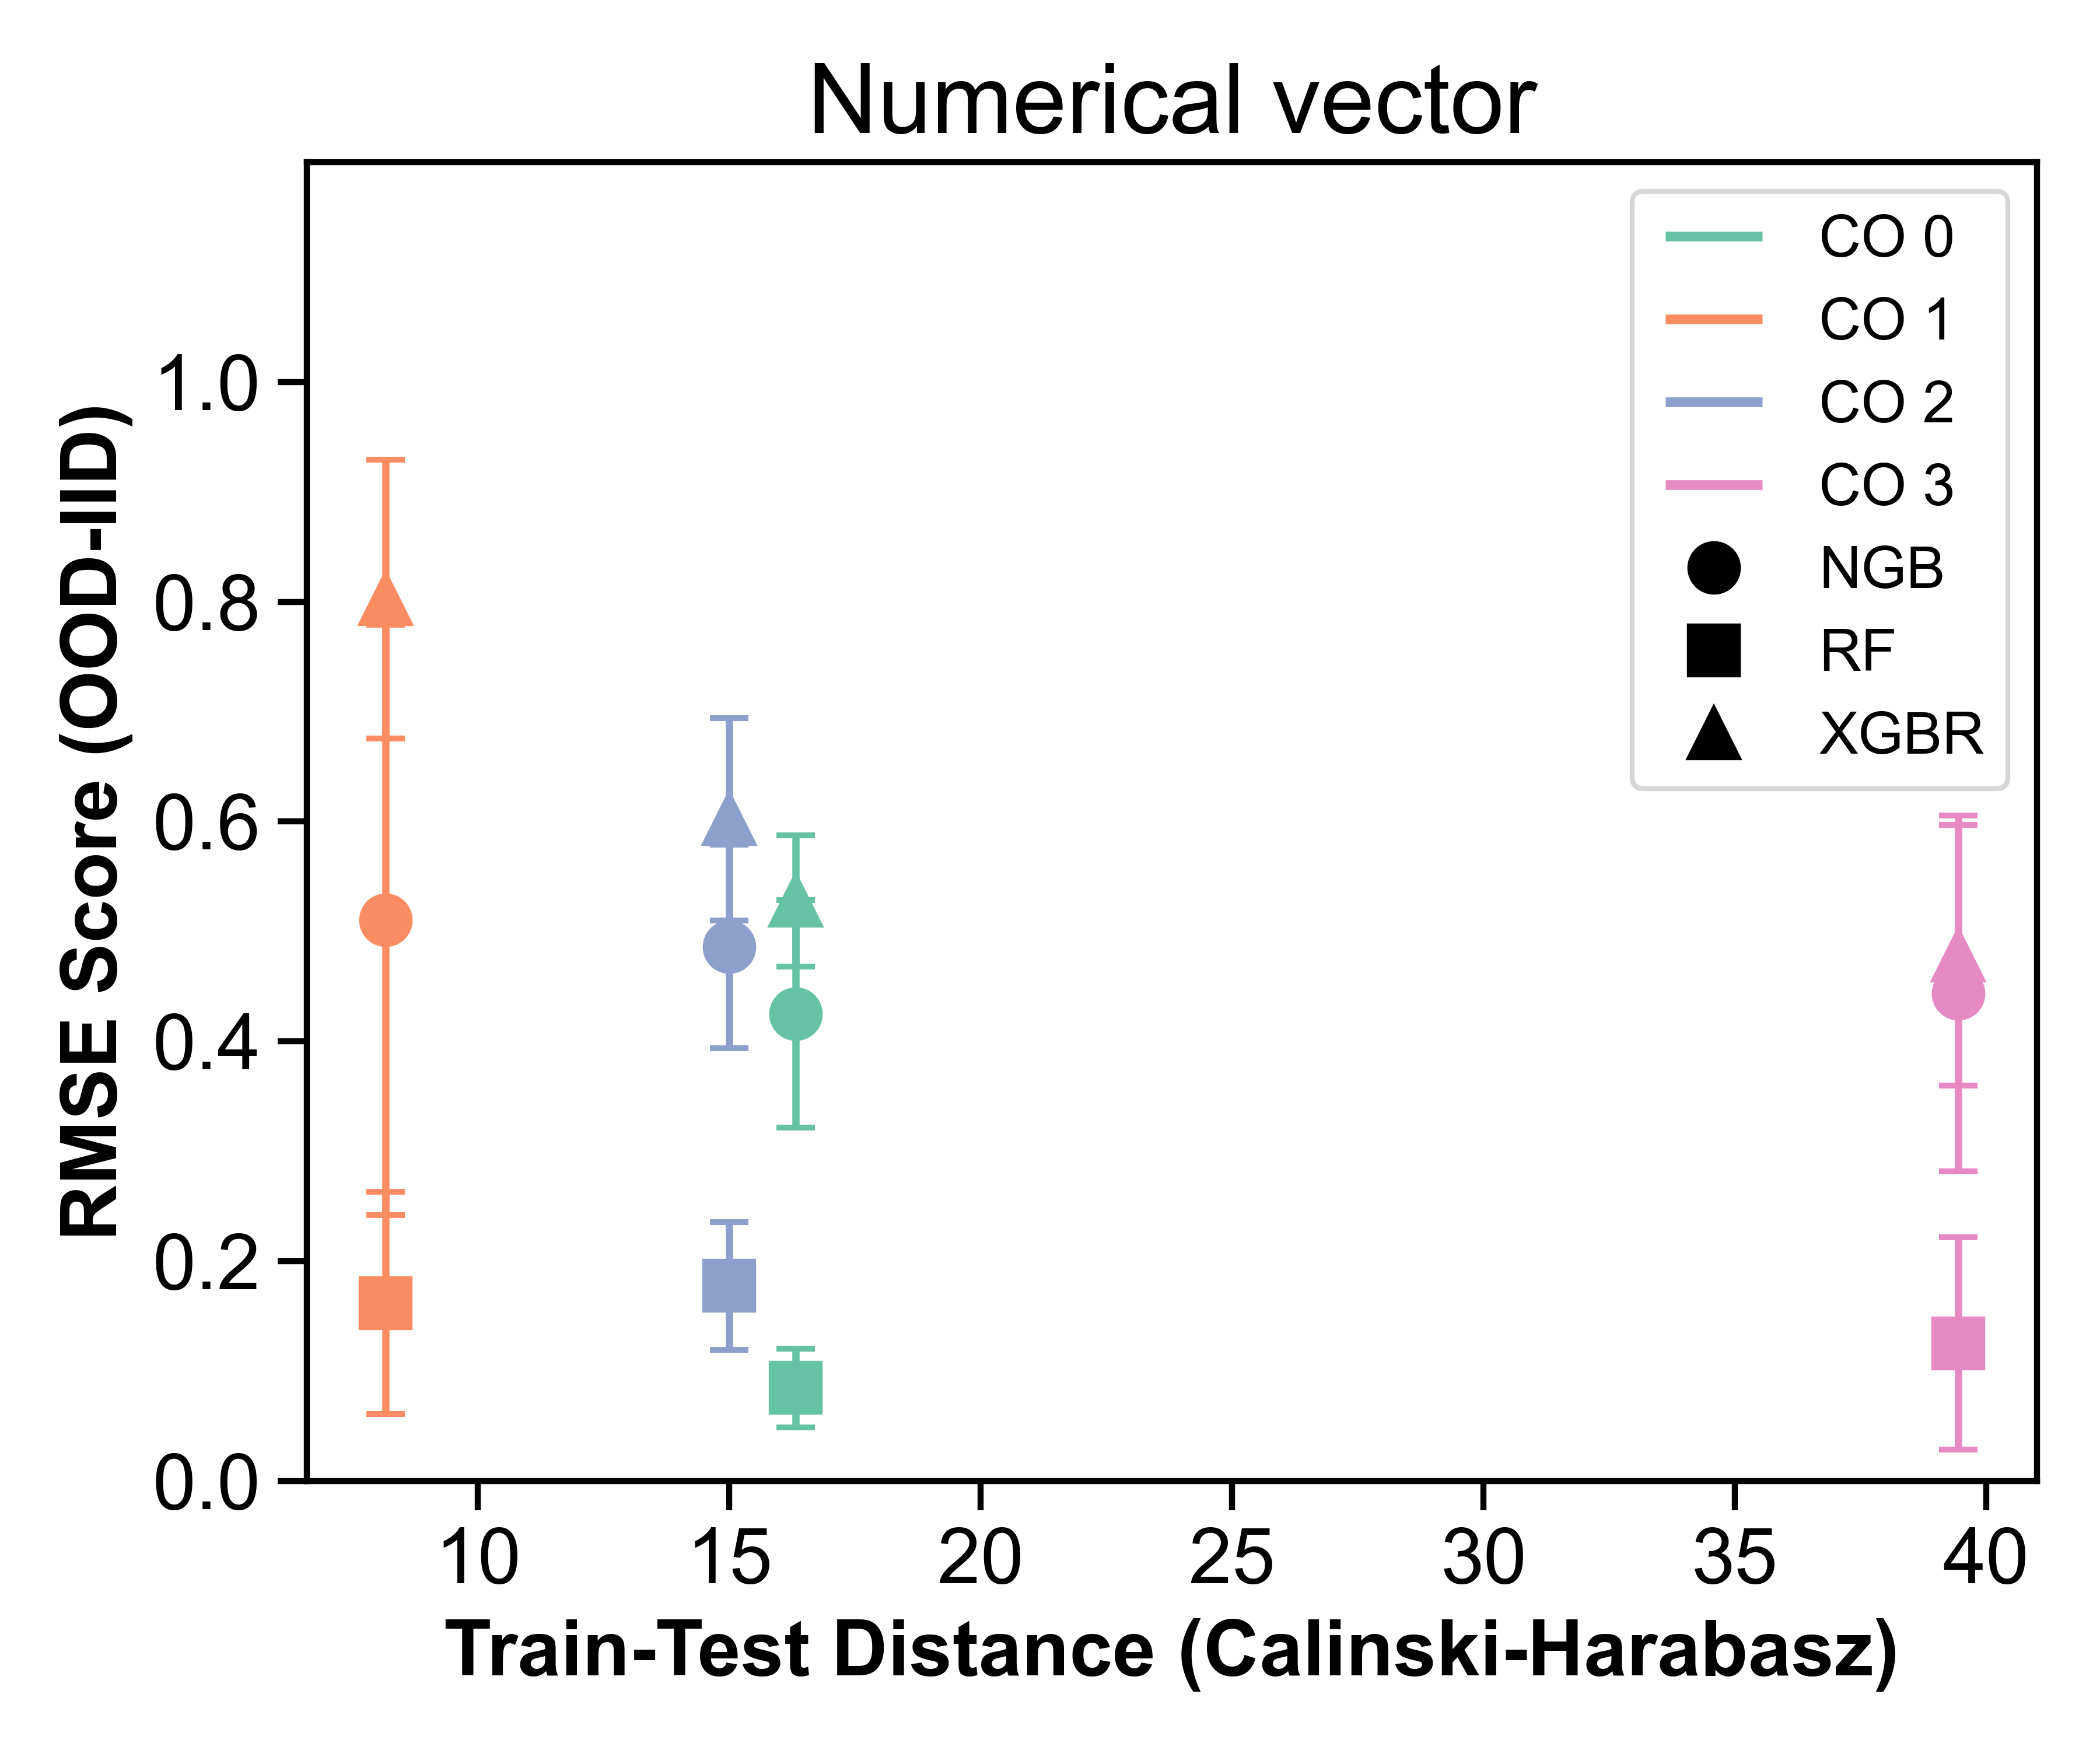 Numerical vector
RMSE Score (OOD-IID)
1.0
0.8
0.6
0.4
0.2
0.0
CO 0
CO 1
CO 2
CO 3
NGB
RF
XGBR
10 15 20 25 30 35 40
Train-Test Distance (Calinski-Harabasz)